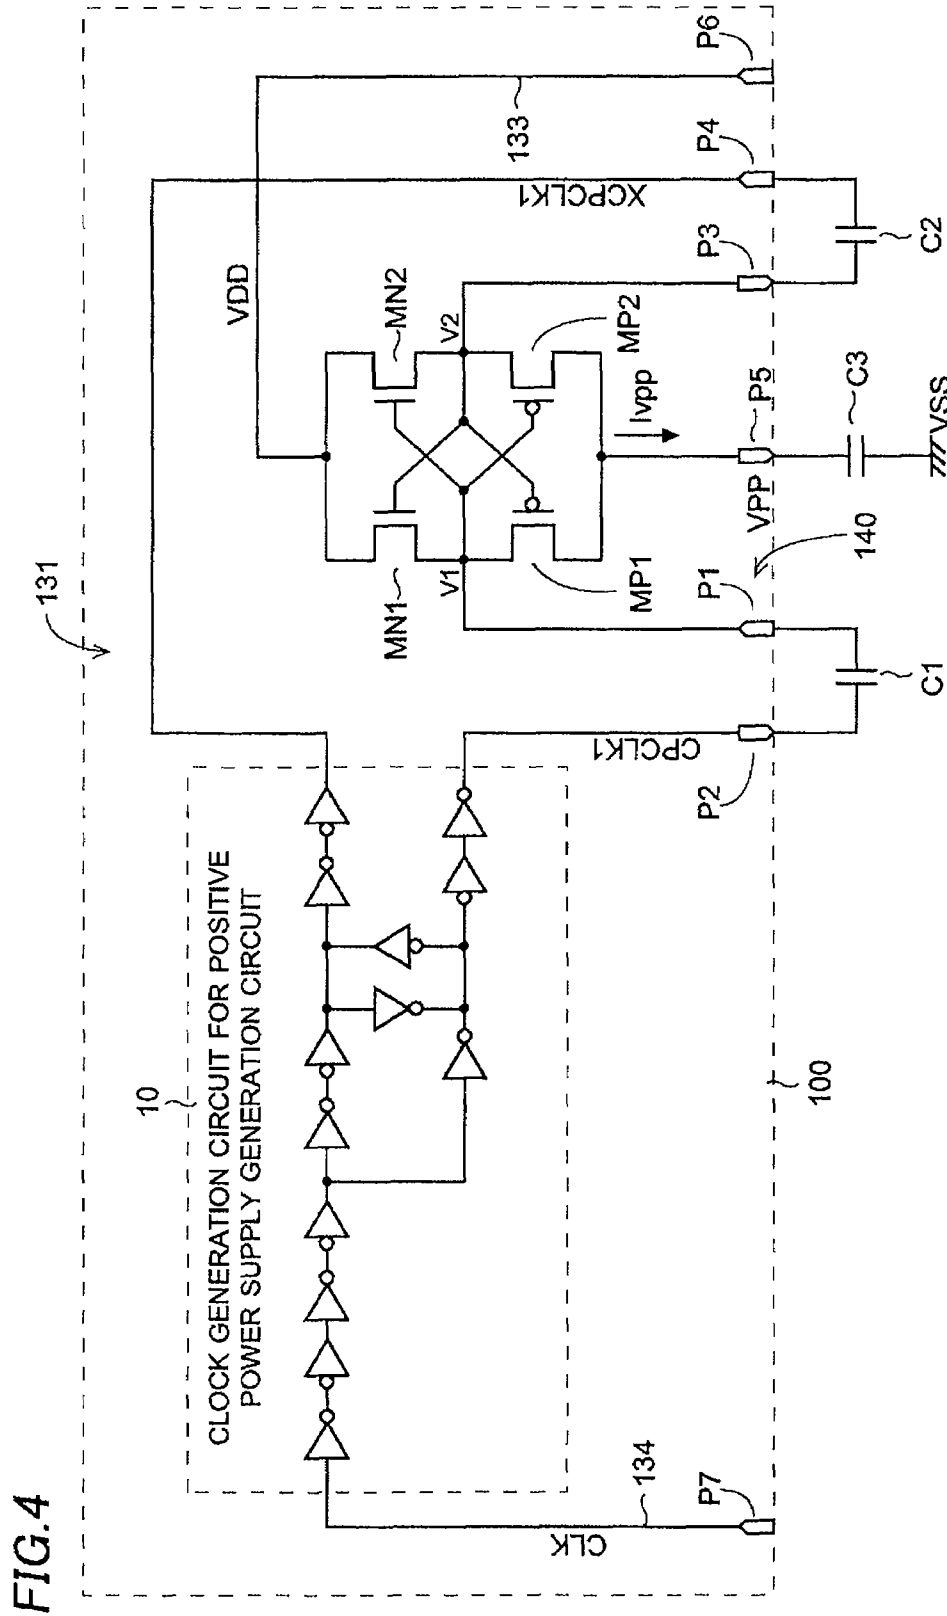 FIG.4
131
10
CLOCK GENERATION CIRCUIT FOR POSITIVE
POWER SUPPLY GENERATION CIRCUIT
VDD
133
XCPCLK1
MN1
MN2
V1
V2
MP1
MP2
Ivpp
CLK
134
CPCLK1
VPP
140
P7
P2
P1
P5
P3
P4
P6
100
C1
C3
C2
VSS